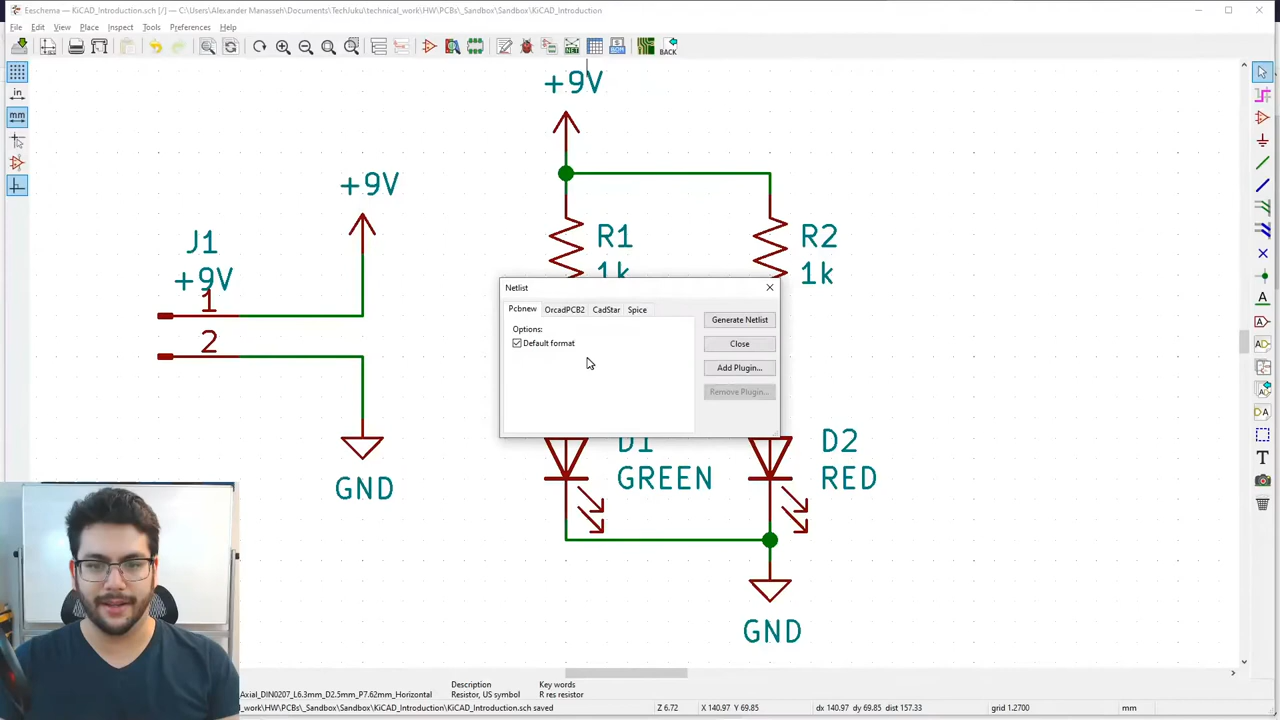 Eeschema — KiCAD_Introduction.sch [/] — C:\Users\Alexander Manasseh\Documents\TechJuku\technical_work\HW\PCBs\_Sandbox\Sandbox\KiCAD_Introduction
File Edit View Place Inspect Tools Preferences Help
NET
BOM
BACK
in
mm
+9V
+9V
J1
+9V
1
2
GND
R1
1k
R2
1k
Netlist
Pcbnew OrcadPCB2 CadStar Spice
Options:
Default format
Generate Netlist
Close
Add Plugin...
Remove Plugin...
D1
GREEN
D2
RED
GND
Description
Key words
Axial_DIN0207_L6.3mm_D2.5mm_P7.62mm_Horizontal
Resistor, US symbol
R res resistor
_work\HW\PCBs\_Sandbox\Sandbox\KiCAD_Introduction\KiCAD_Introduction.sch saved
Z 6.72
X 140.97 Y 69.85
dx 140.97 dy 69.85 dist 157.33
grid 1.2700
mm